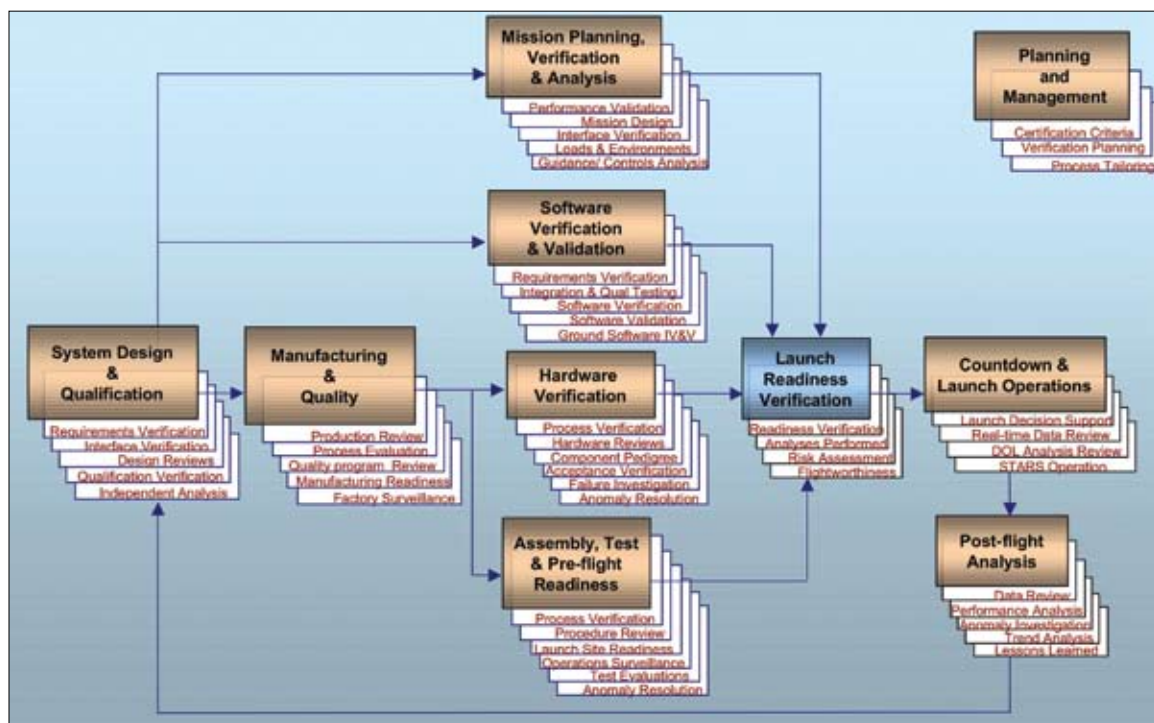 Mission Planning,
Verification
& Analysis
Performance Validation
Mission Design
Interface Verification
Loads & Environments
Guidance/ Controls Analysis
Planning
and
Management
Certification Criteria
Verification Planning
Process Tailoring
Software
Verification
& Validation
Requirements Verification
Integration & Qual Testing
Software Verification
Software Validation
Ground Software IV&V
System Design
&
Qualification
Requirements Verification
Interface Verification
Design Reviews
Qualification Verification
Independent Analysis
Manufacturing
&
Quality
Production Review
Process Evaluation
Quality program Review
Manufacturing Readiness
Factory Surveillance
Hardware
Verification
Process Verification
Hardware Reviews
Component Pedigree
Acceptance Verification
Failure Investigation
Anomaly Resolution
Launch
Readiness
Verification
Readiness Verification
Analyses Performed
Risk Assessment
Flightworthiness
Countdown &
Launch Operations
Launch Decision Support
Real-time Data Review
DOL Analysis Review
STARS Operation
Assembly, Test
& Pre-flight
Readiness
Process Verification
Procedure Review
Launch Site Readiness
Operations Surveillance
Test Evaluations
Anomaly Resolution
Post-flight
Analysis
Data Review
Performance Analysis
Anomaly Investigation
Trend Analysis
Lessons Learned